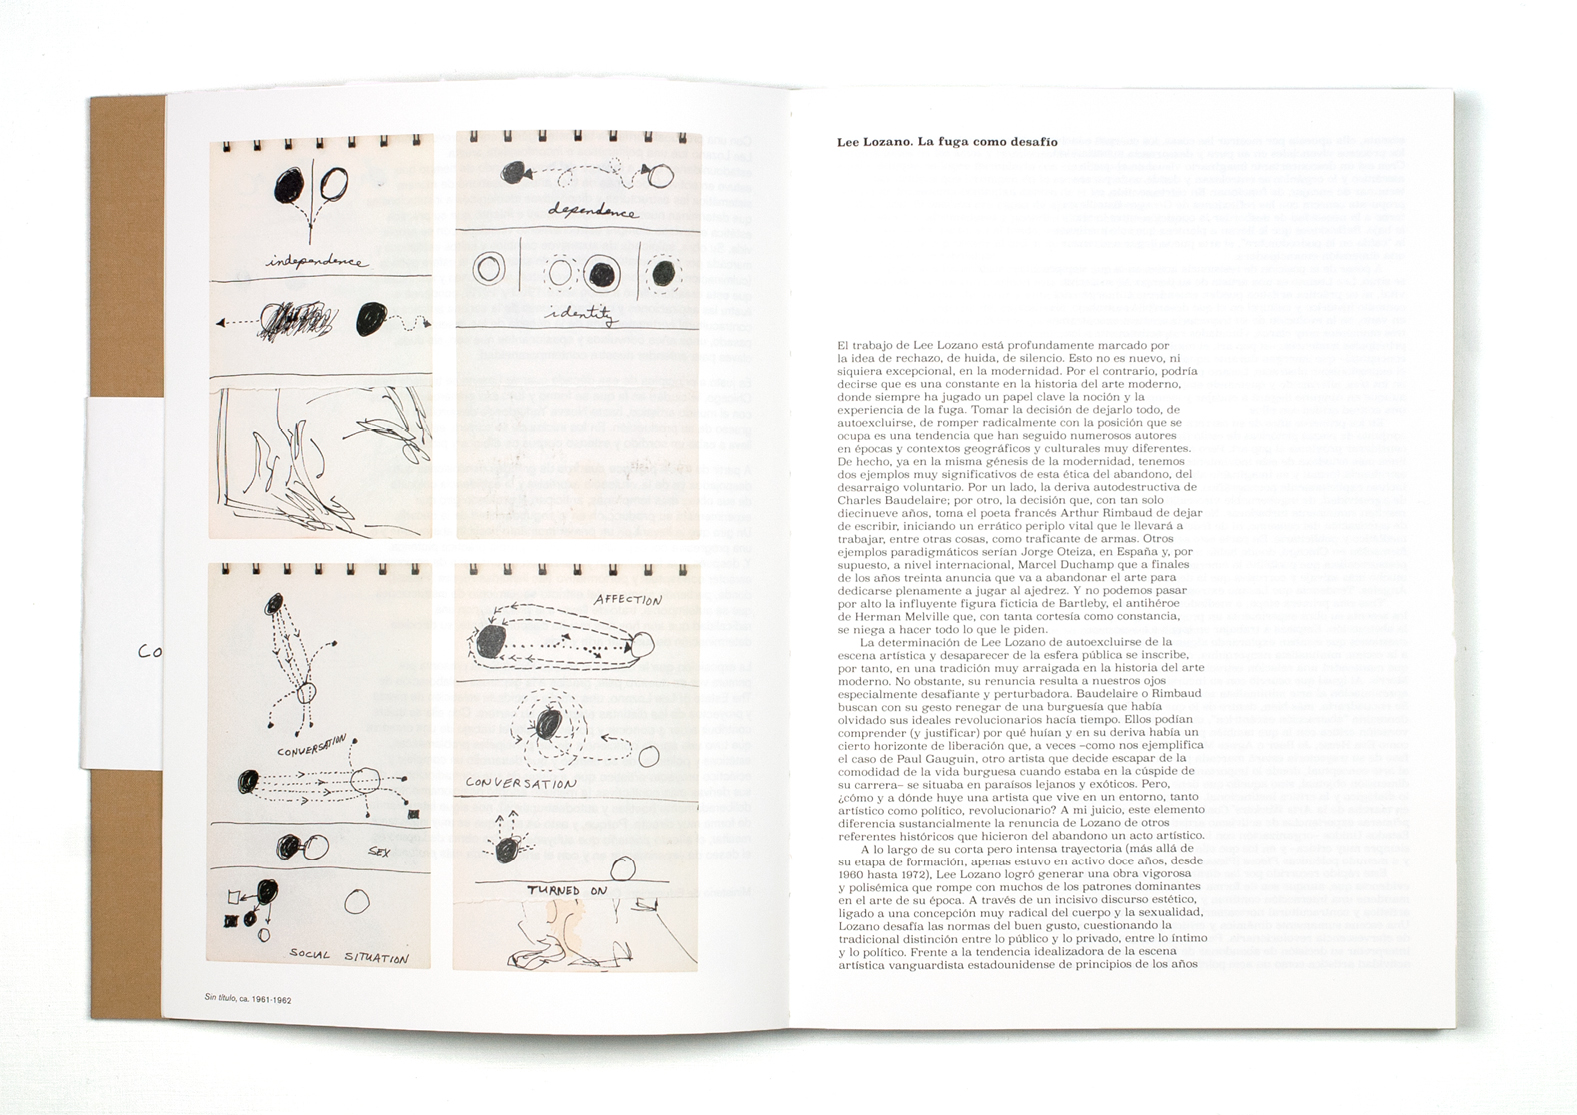 independence
dependence
identity
CONVERSATION
SEX
SOCIAL SITUATION
AFFECTION
CONVERSATION
TURNED ON
CO
Sin título, ca. 1961-1962
Lee Lozano. La fuga como desafío
El trabajo de Lee Lozano está profundamente marcado por
la idea de rechazo, de huida, de silencio. Esto no es nuevo, ni
siquiera excepcional, en la modernidad. Por el contrario, podría
decirse que es una constante en la historia del arte moderno,
donde siempre ha jugado un papel clave la noción y la
experiencia de la fuga. Tomar la decisión de dejarlo todo, de
autoexcluirse, de romper radicalmente con la posición que se
ocupa es una tendencia que han seguido numerosos autores
en épocas y contextos geográficos y culturales muy diferentes.
De hecho, ya en la misma génesis de la modernidad, tenemos
dos ejemplos muy significativos de esta ética del abandono, del
desarraigo voluntario. Por un lado, la deriva autodestructiva de
Charles Baudelaire; por otro, la decisión que, con tan solo
diecinueve años, toma el poeta francés Arthur Rimbaud de dejar
de escribir, iniciando un errático periplo vital que le llevará a
trabajar, entre otras cosas, como traficante de armas. Otros
ejemplos paradigmáticos serían Jorge Oteiza, en España y, por
supuesto, a nivel internacional, Marcel Duchamp que a finales
de los años treinta anuncia que va a abandonar el arte para
dedicarse plenamente a jugar al ajedrez. Y no podemos pasar
por alto la influyente figura ficticia de Bartleby, el antihéroe
de Herman Melville que, con tanta cortesía como constancia,
se niega a hacer todo lo que le piden.
La determinación de Lee Lozano de autoexcluirse de la
escena artística y desaparecer de la esfera pública se inscribe,
por tanto, en una tradición muy arraigada en la historia del arte
moderno. No obstante, su renuncia resulta a nuestros ojos
especialmente desafiante y perturbadora. Baudelaire o Rimbaud
buscan con su gesto renegar de una burguesía que había
olvidado sus ideales revolucionarios hacía tiempo. Ellos podían
comprender (y justificar) por qué huían y en su deriva había un
cierto horizonte de liberación que, a veces –como nos ejemplifica
el caso de Paul Gauguin, otro artista que decide escapar de la
comodidad de la vida burguesa cuando estaba en la cúspide de
su carrera– se situaba en paraísos lejanos y exóticos. Pero,
¿cómo y a dónde huye una artista que vive en un entorno, tanto
artístico como político, revolucionario? A mi juicio, este elemento
diferencia sustancialmente la renuncia de Lozano de otros
referentes históricos que hicieron del abandono un acto artístico.
A lo largo de su corta pero intensa trayectoria (más allá de
su etapa de formación, apenas estuvo en activo doce años, desde
1960 hasta 1972), Lee Lozano logró generar una obra vigorosa
y polisémica que rompe con muchos de los patrones dominantes
en el arte de su época. A través de un incisivo discurso estético,
ligado a una concepción muy radical del cuerpo y la sexualidad,
Lozano desafía las normas del buen gusto, cuestionando la
tradicional distinción entre lo público y lo privado, entre lo íntimo
y lo político. Frente a la tendencia idealizadora de la escena
artística vanguardista estadounidense de principios de los años